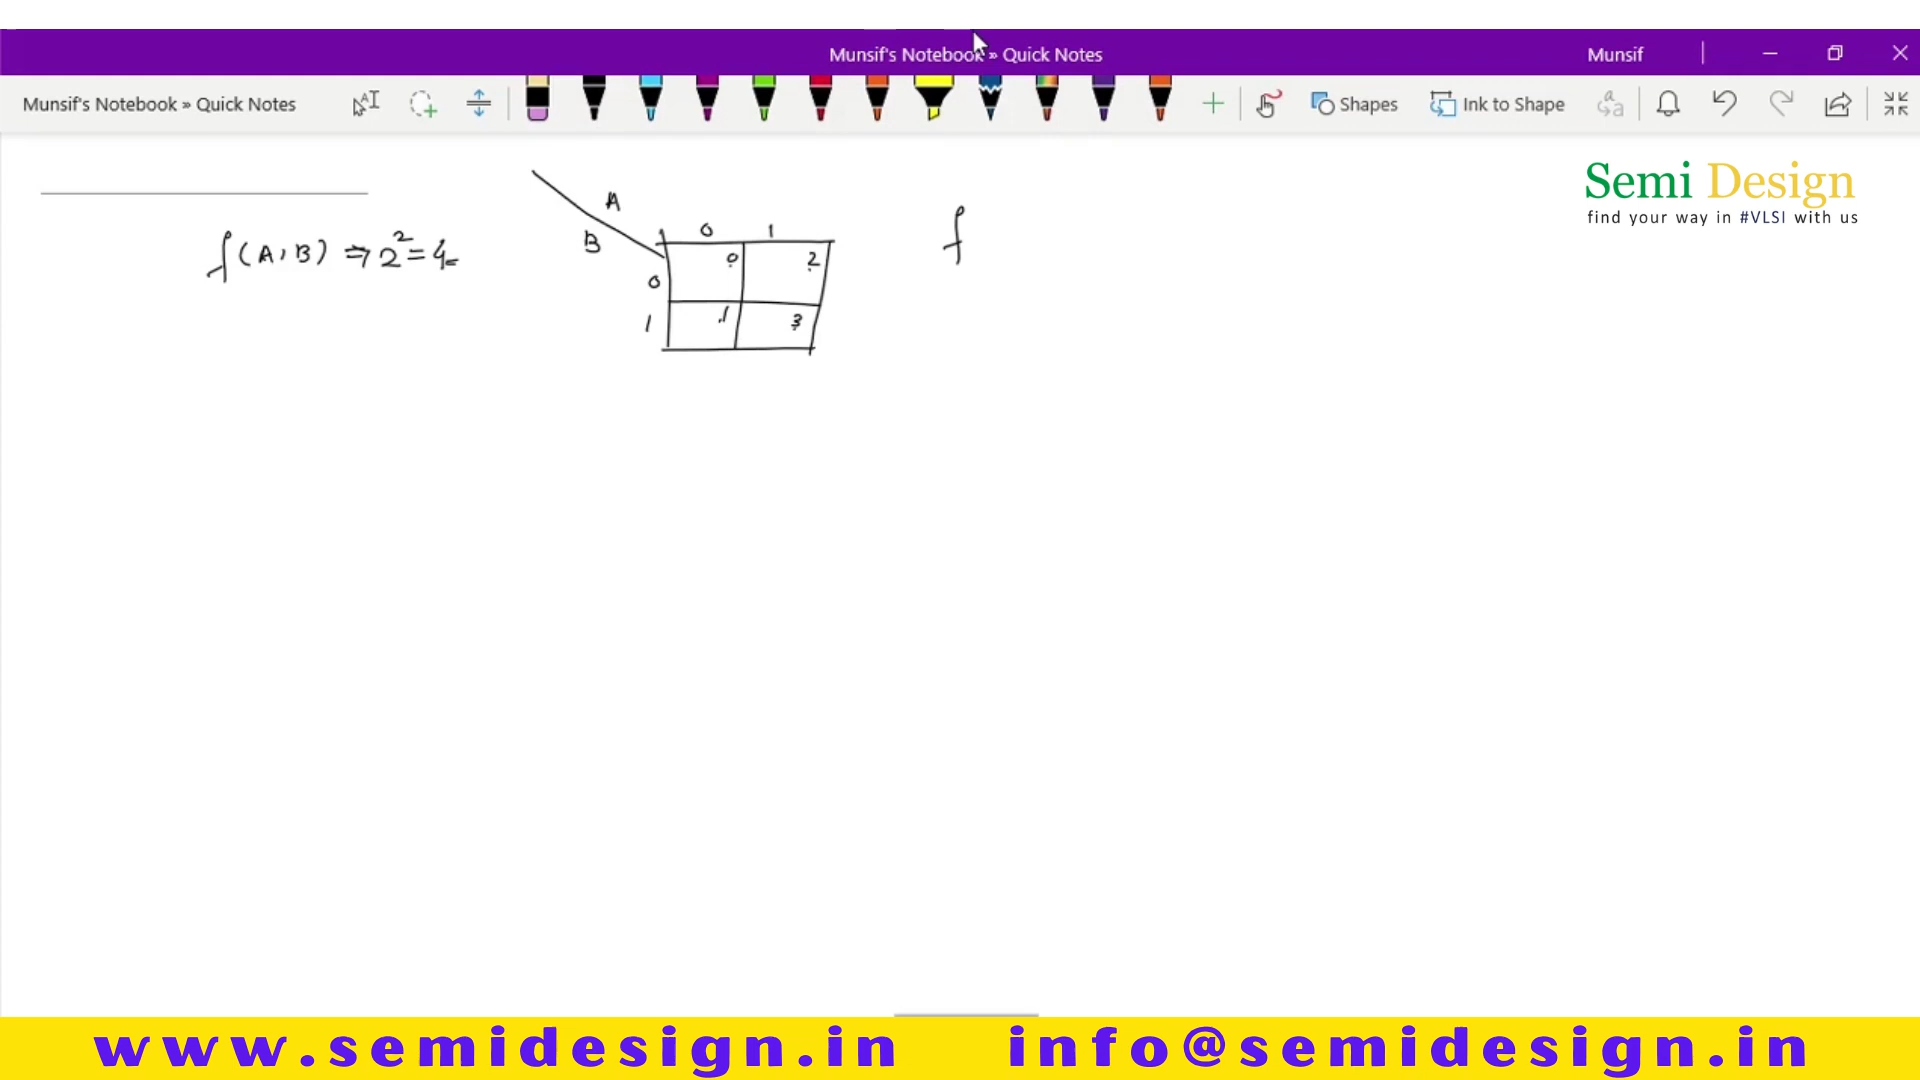 Munsif's Notebook » Quick Notes
Munsif
Munsif's Notebook » Quick Notes
Shapes
Ink to Shape
Semi Design
find your way in #VLSI with us
f(A,B) ⇒ 2² = 4
A
B
0 1
0 0 2
1 1 3
f
www.semidesign.in info@semidesign.in